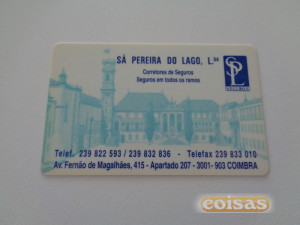 SÁ PEREIRA DO LAGO, L.da
Corretores de Seguros
Seguros em todos os ramos
SPL
Telef. 239 822 593 / 239 832 836 - Telefax 239 833 010
Av. Fernão de Magalhães, 415 - Apartado 207 - 3001- 903 COIMBRA
coisas